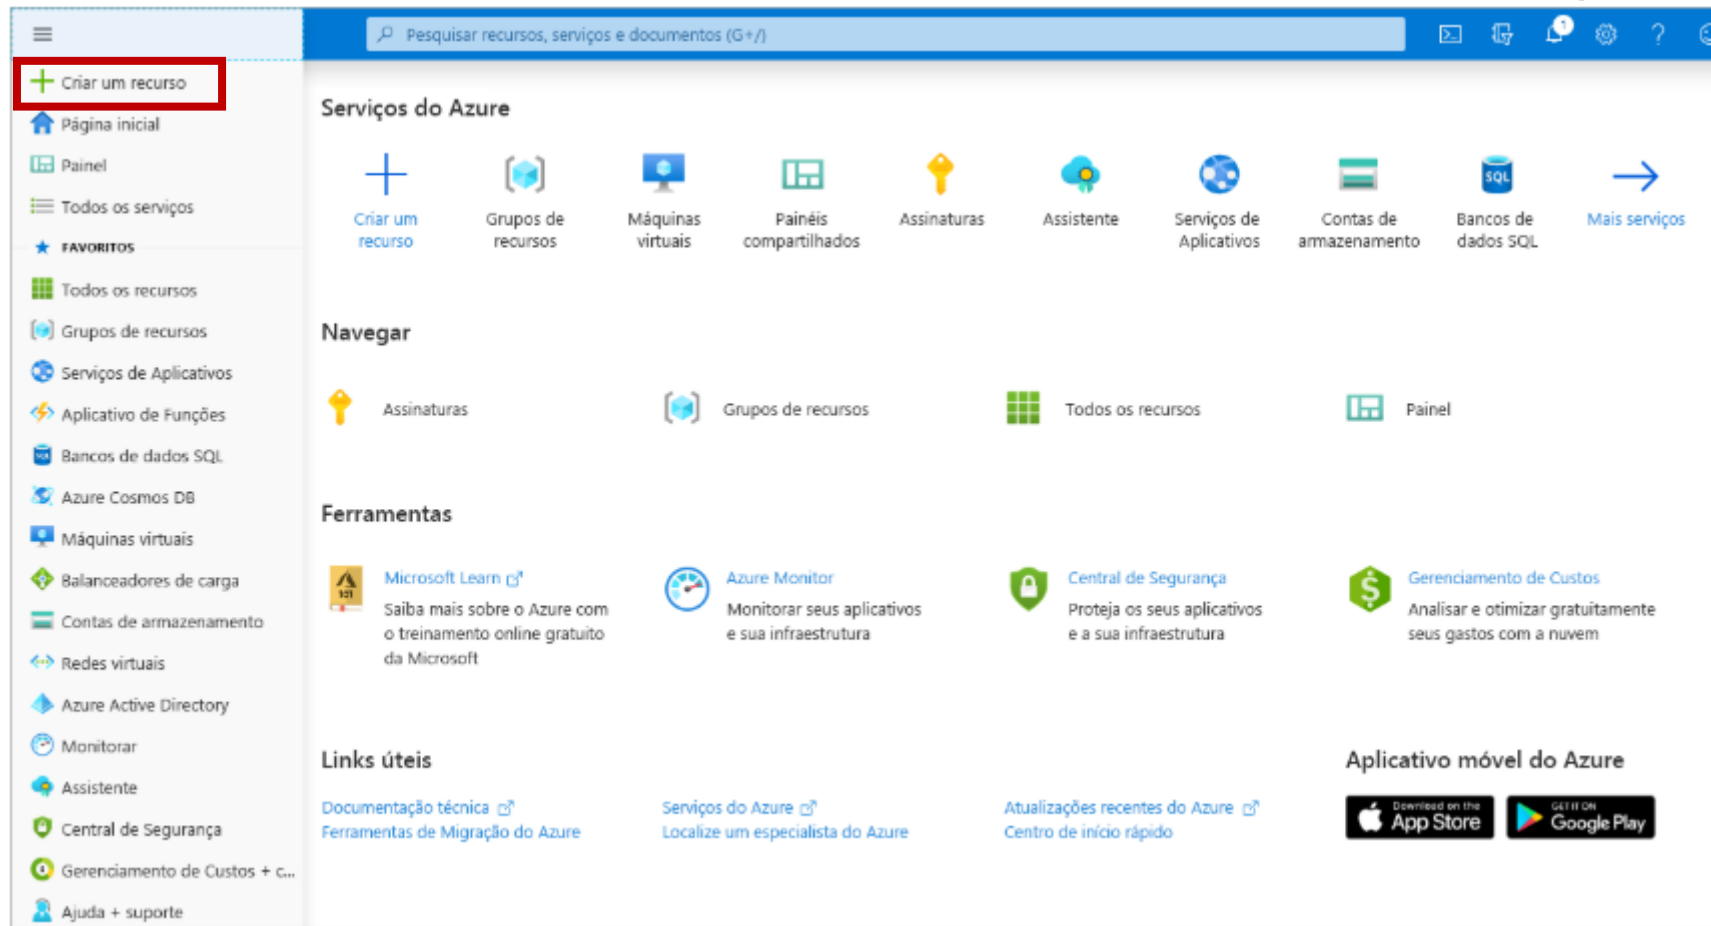 Pesquisar recursos, serviços e documentos (G+/)
1
?
Criar um recurso
Página inicial
Painel
Todos os serviços
FAVORITOS
Todos os recursos
Grupos de recursos
Serviços de Aplicativos
Aplicativo de Funções
Bancos de dados SQL
Azure Cosmos DB
Máquinas virtuais
Balanceadores de carga
Contas de armazenamento
Redes virtuais
Azure Active Directory
Monitorar
Assistente
Central de Segurança
Gerenciamento de Custos + c...
Ajuda + suporte
Serviços do Azure
Criar um
recurso
Grupos de
recursos
Máquinas
virtuais
Painéis
compartilhados
Assinaturas
Assistente
Serviços de
Aplicativos
Contas de
armazenamento
SQL
Bancos de
dados SQL
Mais serviços
Navegar
Assinaturas
Grupos de recursos
Todos os recursos
Painel
Ferramentas
101
Microsoft Learn
Saiba mais sobre o Azure com
o treinamento online gratuito
da Microsoft
Azure Monitor
Monitorar seus aplicativos
e sua infraestrutura
Central de Segurança
Proteja os seus aplicativos
e a sua infraestrutura
$
Gerenciamento de Custos
Analisar e otimizar gratuitamente
seus gastos com a nuvem
Links úteis
Documentação técnica
Ferramentas de Migração do Azure
Serviços do Azure
Localize um especialista do Azure
Atualizações recentes do Azure
Centro de início rápido
Aplicativo móvel do Azure
Download on the
App Store
GET IT ON
Google Play